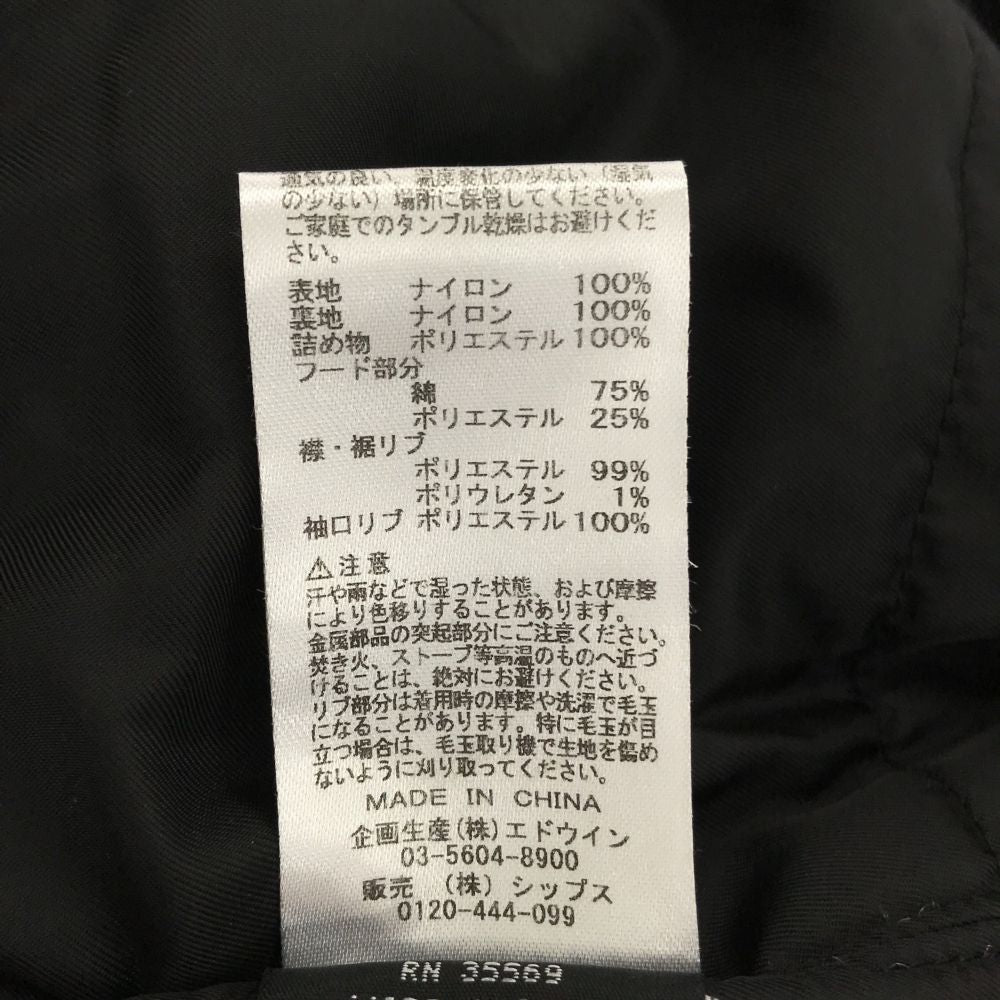 通気の良い、温度変化の少ない（湿気
の少ない）場所に保管してください。
ご家庭でのタンブル乾燥はお避けくだ
さい。
表地 ナイロン 100%
裏地 ナイロン 100%
詰め物 ポリエステル 100%
フード部分
綿 75%
ポリエステル 25%
襟・裾リブ
ポリエステル 99%
ポリウレタン 1%
袖口リブ ポリエステル 100%
⚠注意
汗や雨などで湿った状態、および摩擦
により色移りすることがあります。
金属部品の突起部分にご注意ください。
焚き火、ストーブ等高温のものへ近づ
けることは、絶対にお避けください。
リブ部分は着用時の摩擦や洗濯で毛玉
になることがあります。特に毛玉が目
立つ場合は、毛玉取り機で生地を傷め
ないように刈り取ってください。
MADE IN CHINA
企画生産(株)エドウイン
03-5604-8900
販売 (株)シップス
0120-444-099
RN 35569